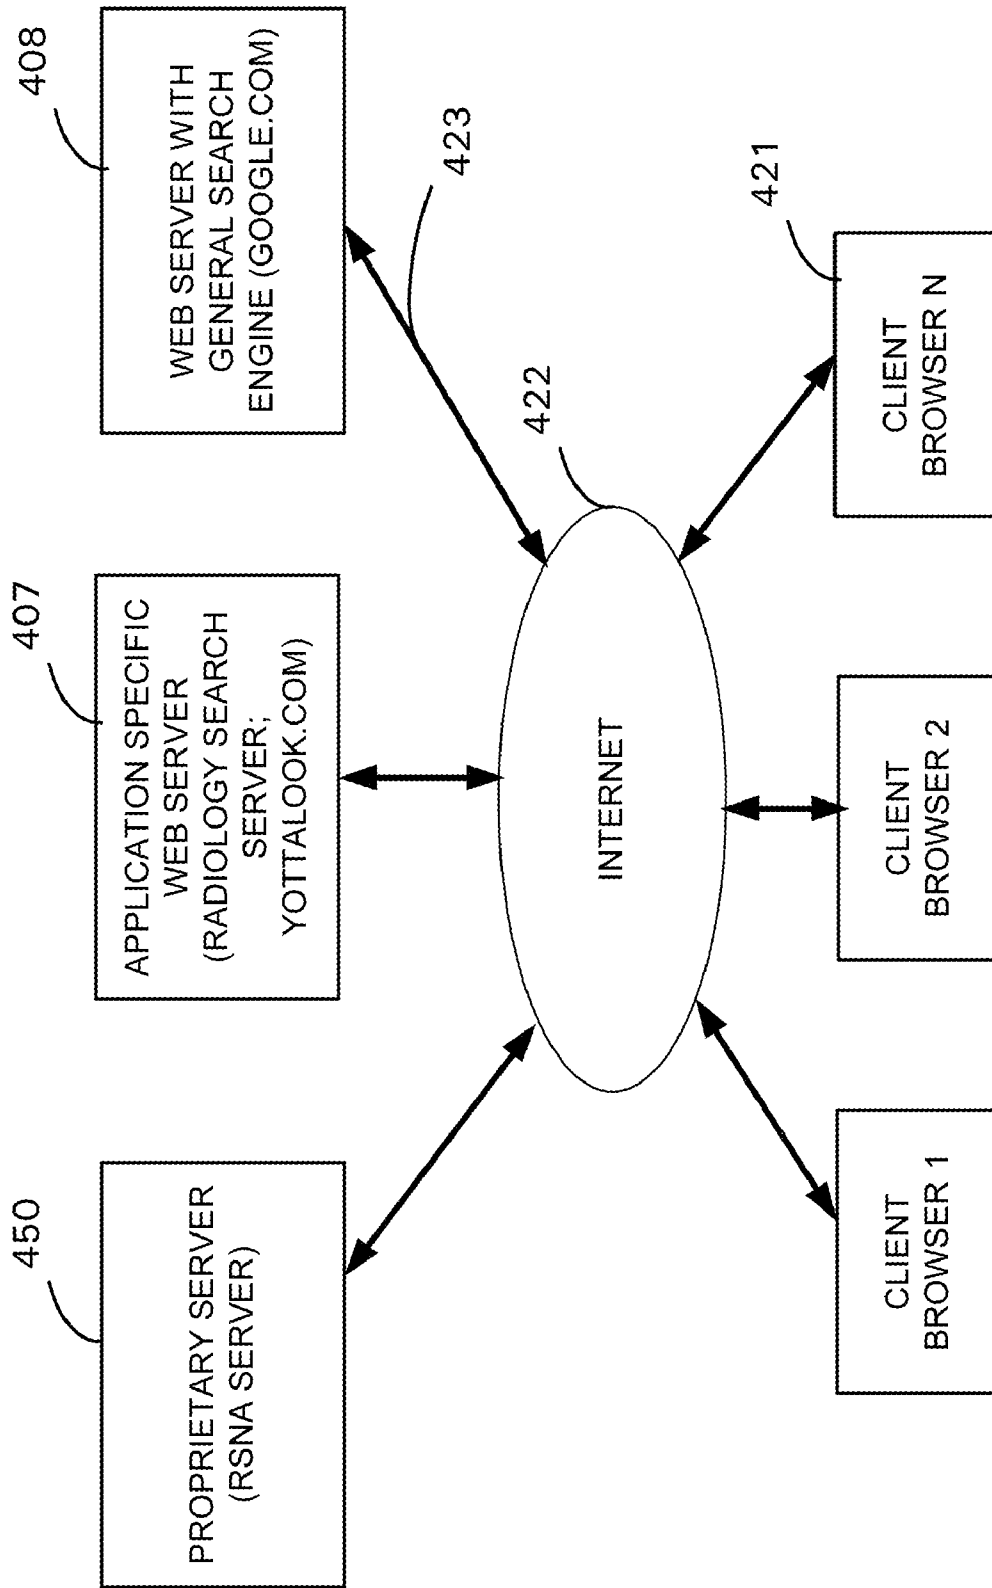 450
PROPRIETARY SERVER
(RSNA SERVER)
407
APPLICATION SPECIFIC
WEB SERVER
(RADIOLOGY SEARCH
SERVER;
YOTTALOOK.COM)
408
WEB SERVER WITH
GENERAL SEARCH
ENGINE (GOOGLE.COM)
423
422
INTERNET
CLIENT
BROWSER 1
CLIENT
BROWSER 2
421
CLIENT
BROWSER N